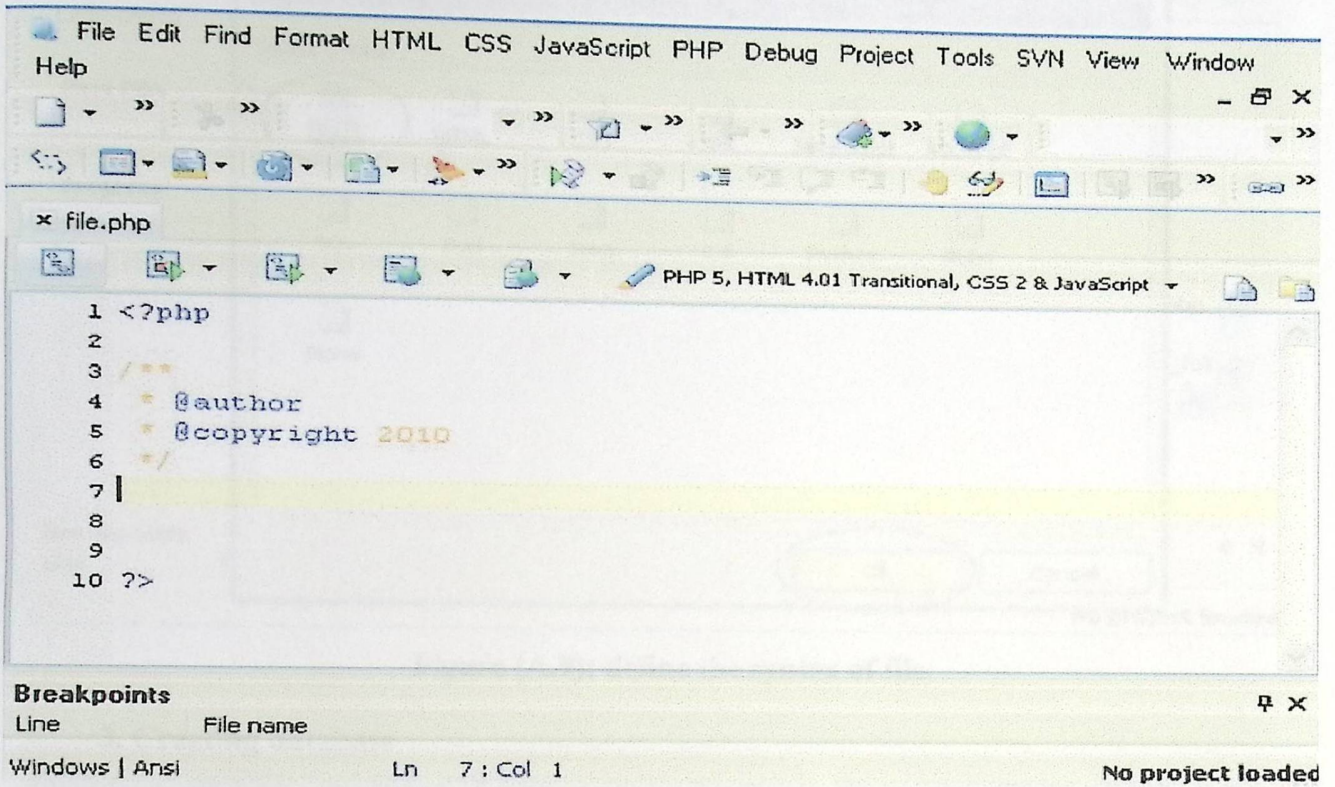 File Edit Find Format HTML CSS JavaScript PHP Debug Project Tools SVN View Window
Help
× file.php
PHP 5, HTML 4.01 Transitional, CSS 2 & JavaScript
1 <?php
2
3 /**
4 * @author
5 * @copyright 2010
6 */
7
8
9
10 ?>
Breakpoints
Line File name
Windows | Ansi Ln 7 : Col 1 No project loaded